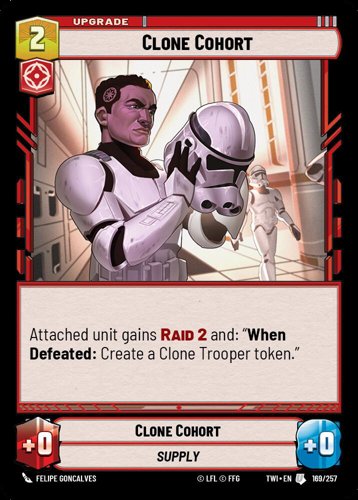 2
UPGRADE
CLONE COHORT
Attached unit gains RAID 2 and: “When
Defeated: Create a Clone Trooper token.”
+0
CLONE COHORT
SUPPLY
+0
FELIPE GONCALVES
© LFL © FFG
TWI • EN
169/257